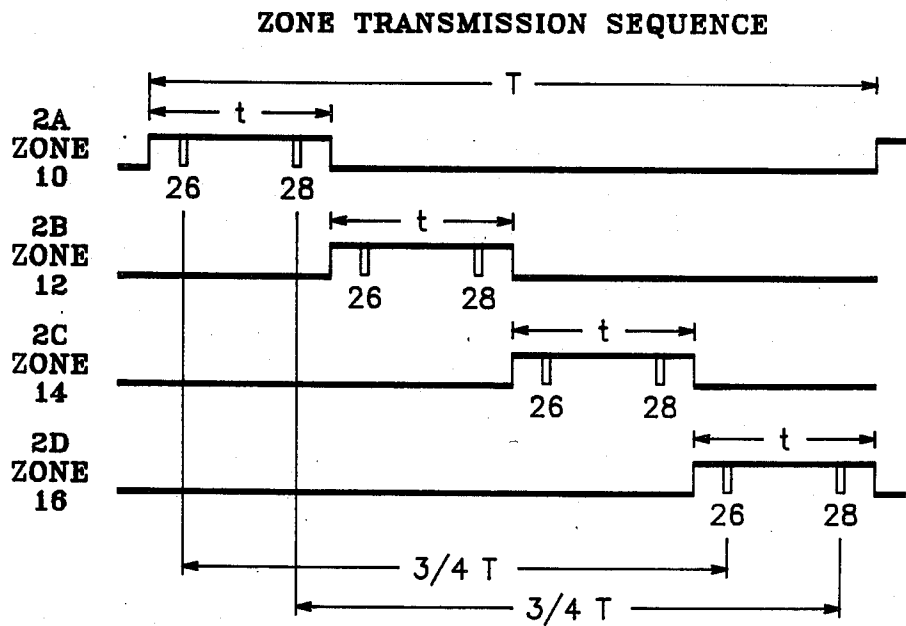 ZONE TRANSMISSION SEQUENCE
T
t
2A
ZONE
10
26 28
t
2B
ZONE
12
26 28
t
2C
ZONE
14
26 28
t
2D
ZONE
16
26 28
3/4 T
3/4 T